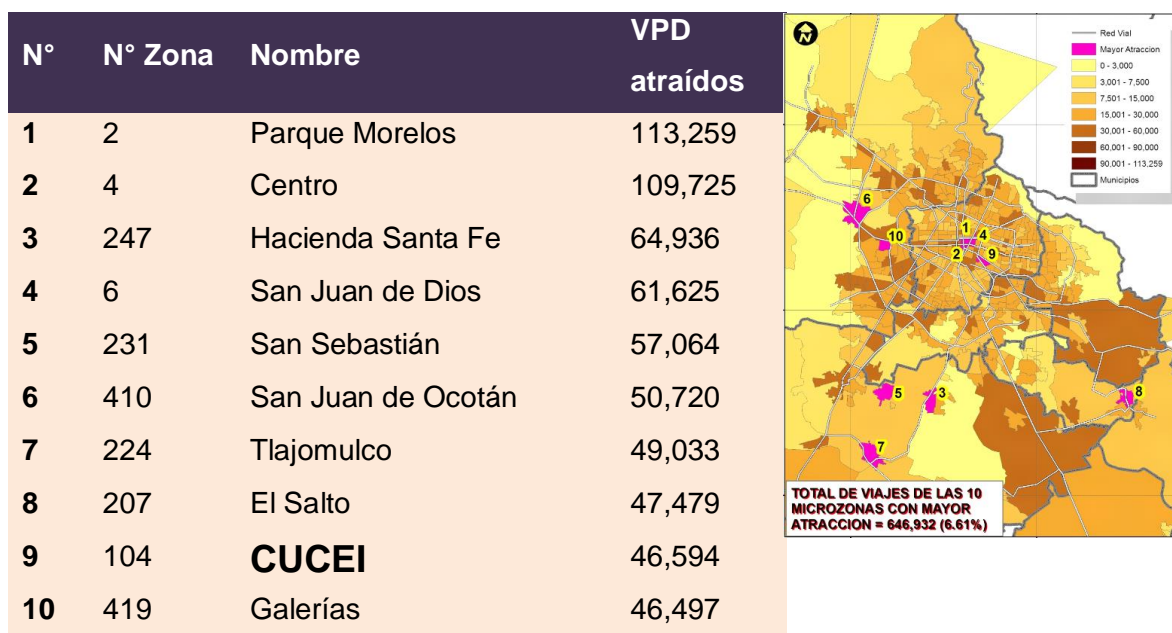 N° N° Zona Nombre VPD atraídos
1 2 Parque Morelos 113,259
2 4 Centro 109,725
3 247 Hacienda Santa Fe 64,936
4 6 San Juan de Dios 61,625
5 231 San Sebastián 57,064
6 410 San Juan de Ocotán 50,720
7 224 Tlajomulco 49,033
8 207 El Salto 47,479
9 104 CUCEI 46,594
10 419 Galerías 46,497
N
Red Vial
Mayor Atraccion
0 - 3,000
3,001 - 7,500
7,501 - 15,000
15,001 - 30,000
30,001 - 60,000
60,001 - 90,000
90,001 - 113,259
Municipios
6
10
1
4
2
9
5
3
8
7
TOTAL DE VIAJES DE LAS 10
MICROZONAS CON MAYOR
ATRACCION = 646,932 (6.61%)